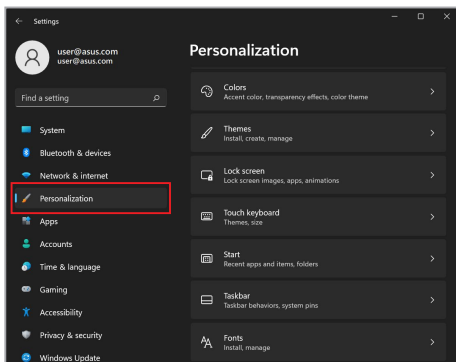 Settings
user@asus.com
user@asus.com
Find a setting
System
Bluetooth & devices
Network & internet
Personalization
Apps
Accounts
Time & language
Gaming
Accessibility
Privacy & security
Windows Update
Personalization
Colors
Accent color, transparency effects, color theme
Themes
Install, create, manage
Lock screen
Lock screen images, apps, animations
Touch keyboard
Themes, size
Start
Recent apps and items, folders
Taskbar
Taskbar behaviors, system pins
Fonts
Install, manage